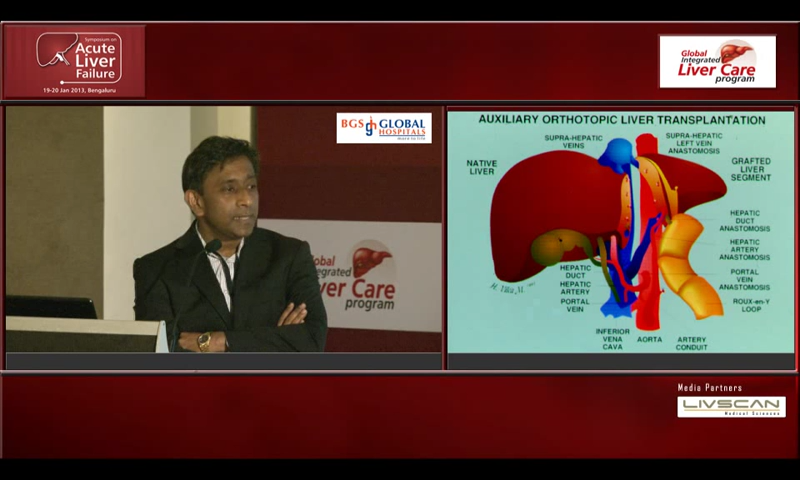 Symposium on
Acute
Liver
Failure
19-20 Jan 2013, Bengaluru
Global
Integrated
Liver Care
program
BGS GLOBAL
HOSPITALS
Global
Integrated
Liver Care
program
AUXILIARY ORTHOTOPIC LIVER TRANSPLANTATION
SUPRA-HEPATIC
VEINS
SUPRA-HEPATIC
LEFT VEIN
ANASTOMOSIS
NATIVE
LIVER
GRAFTED
LIVER
SEGMENT
HEPATIC
DUCT
ANASTOMOSIS
HEPATIC
ARTERY
ANASTOMOSIS
PORTAL
VEIN
ANASTOMOSIS
ROUX-en-Y
LOOP
HEPATIC
DUCT
HEPATIC
ARTERY
PORTAL
VEIN
INFERIOR
VENA
CAVA
AORTA
ARTERY
CONDUIT
Media Partners
LIVSCAN
Medical Sciences